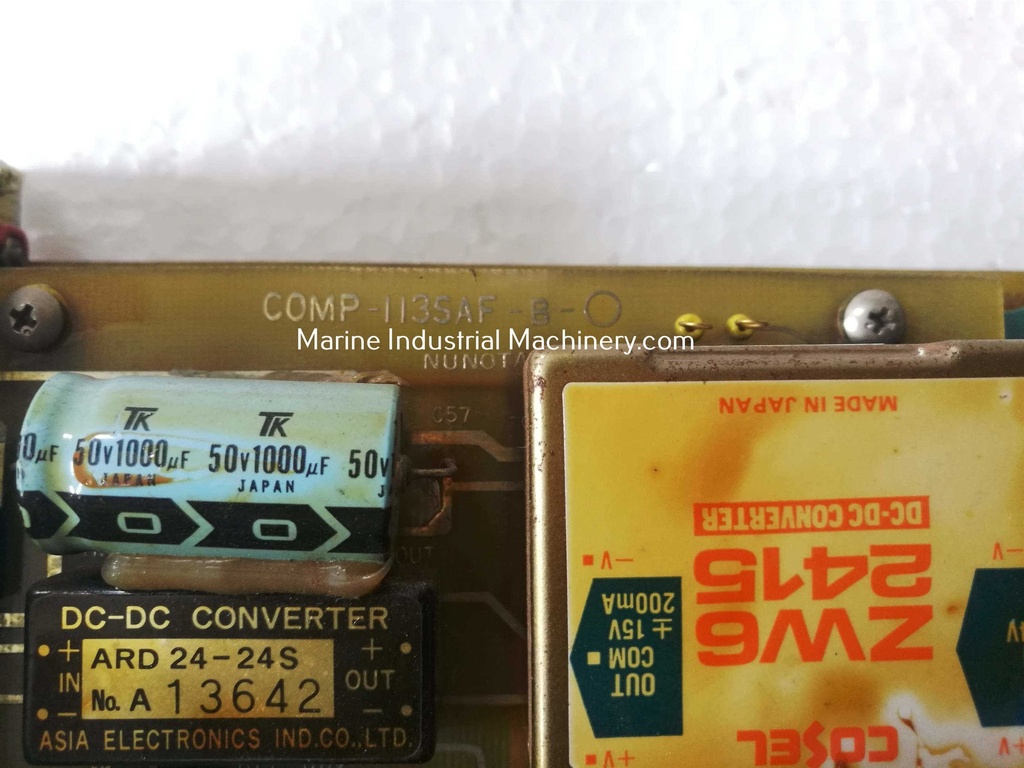 COMP-113SAF-B-O
Marine Industrial Machinery.com
C57
TK TK
50V1000µF 50V1000µF 50V
JAPAN JAPAN
OUT
DC-DC CONVERTER
ARD 24-24S
No. A 13642
+ IN -
+ OUT -
ASIA ELECTRONICS IND.CO.,LTD.
MADE IN JAPAN
DC-DC CONVERTER
ZW6
2415
COSEL
OUT
COM
± 15V
200mA
-V
+V